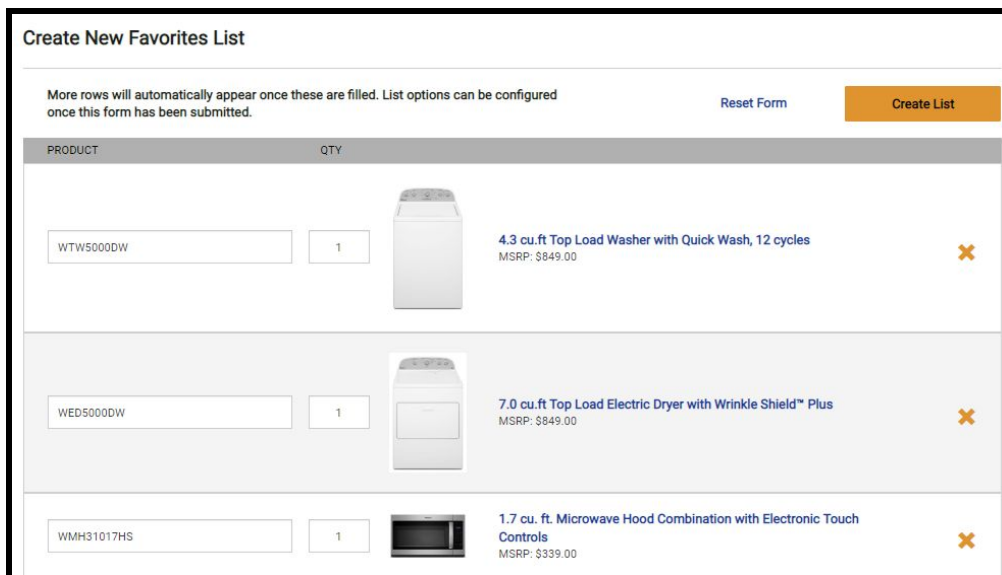 Create New Favorites List
More rows will automatically appear once these are filled. List options can be configured
once this form has been submitted.
Reset Form
Create List
PRODUCT QTY
WTW5000DW 1
4.3 cu.ft Top Load Washer with Quick Wash, 12 cycles
MSRP: $849.00
WED5000DW 1
7.0 cu.ft Top Load Electric Dryer with Wrinkle Shield™ Plus
MSRP: $849.00
WMH31017HS 1
1.7 cu. ft. Microwave Hood Combination with Electronic Touch
Controls
MSRP: $339.00